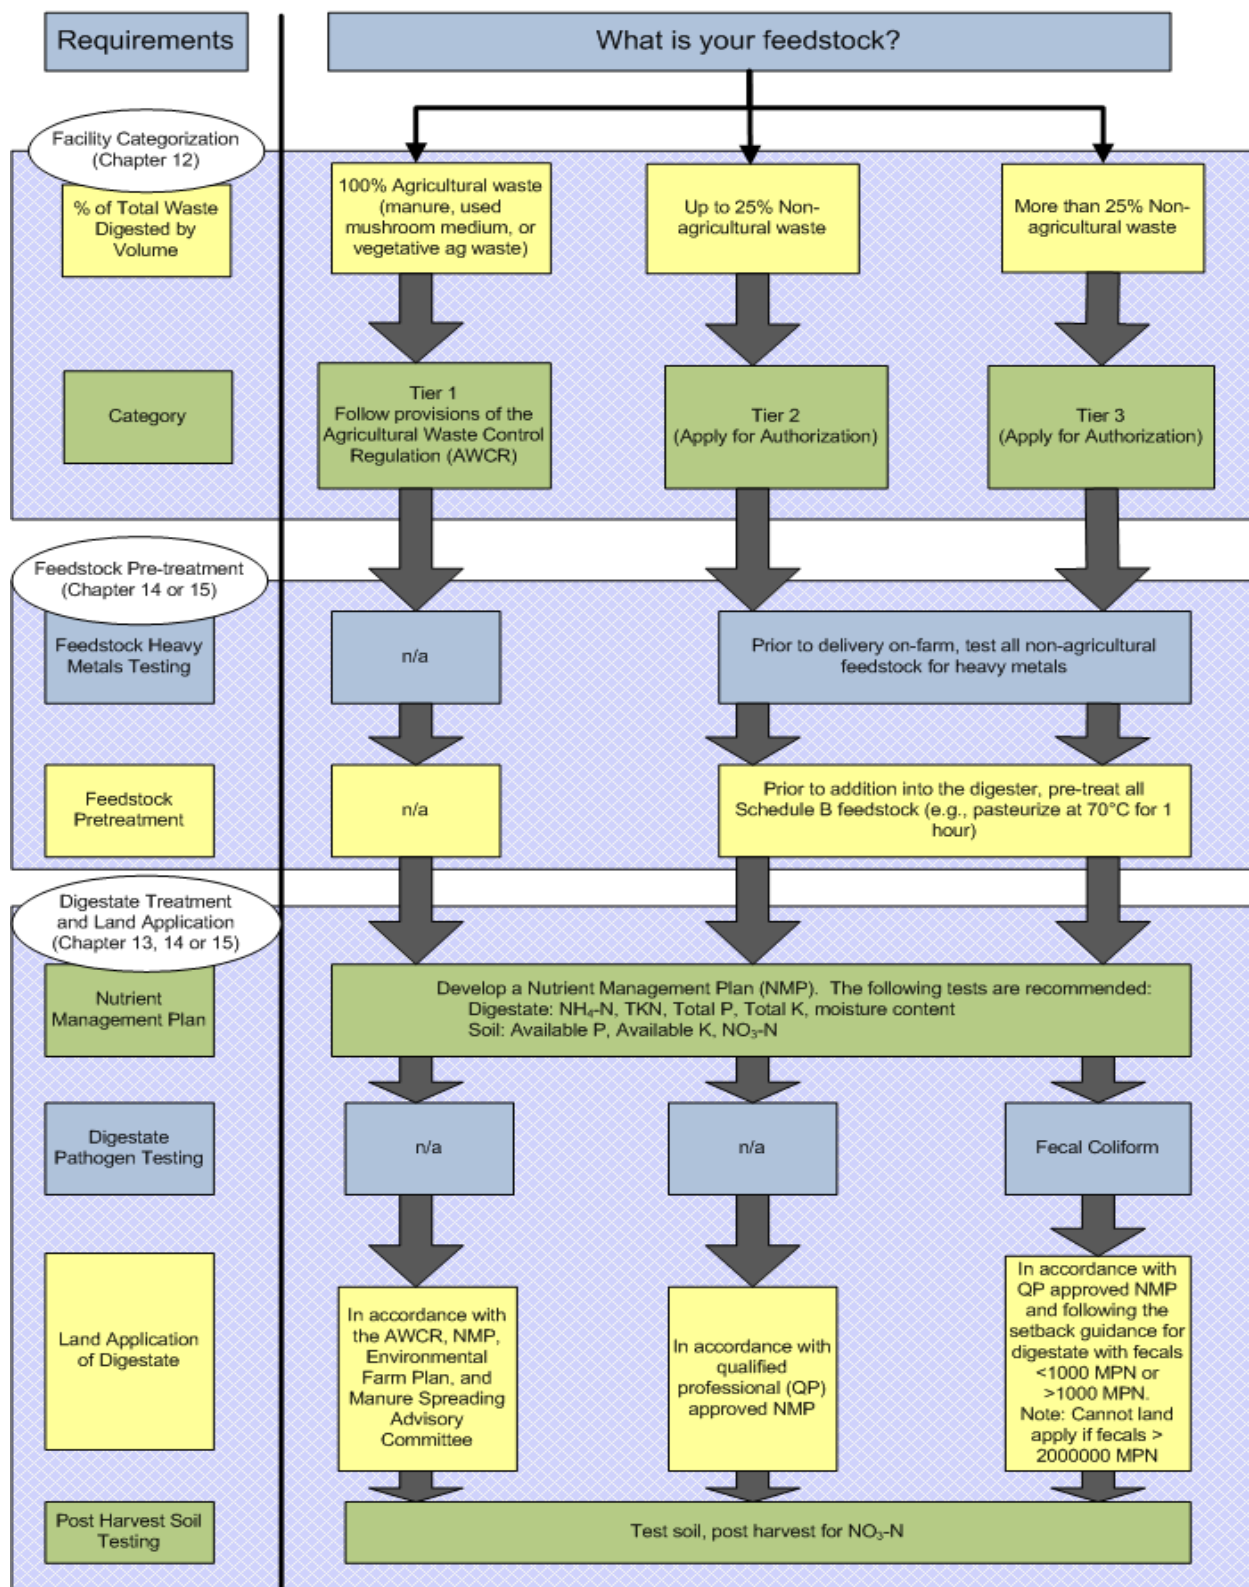 Requirements
What is your feedstock?
Facility Categorization
(Chapter 12)
% of Total Waste
Digested by
Volume
100% Agricultural waste
(manure, used
mushroom medium, or
vegetative ag waste)
Up to 25% Non-
agricultural waste
More than 25% Non-
agricultural waste
Category
Tier 1
Follow provisions of the
Agricultural Waste Control
Regulation (AWCR)
Tier 2
(Apply for Authorization)
Tier 3
(Apply for Authorization)
Feedstock Pre-treatment
(Chapter 14 or 15)
Feedstock Heavy
Metals Testing
n/a
Prior to delivery on-farm, test all non-agricultural
feedstock for heavy metals
Feedstock
Pretreatment
n/a
Prior to addition into the digester, pre-treat all
Schedule B feedstock (e.g., pasteurize at 70°C for 1
hour)
Digestate Treatment
and Land Application
(Chapter 13, 14 or 15)
Nutrient
Management Plan
Develop a Nutrient Management Plan (NMP). The following tests are recommended:
Digestate: NH₄-N, TKN, Total P, Total K, moisture content
Soil: Available P, Available K, NO₃-N
Digestate
Pathogen Testing
n/a
n/a
Fecal Coliform
Land Application
of Digestate
In accordance with
the AWCR, NMP,
Environmental
Farm Plan, and
Manure Spreading
Advisory
Committee
In accordance with
qualified
professional (QP)
approved NMP
In accordance with
QP approved NMP
and following the
setback guidance for
digestate with fecals
<1000 MPN or
>1000 MPN.
Note: Cannot land
apply if fecals >
2000000 MPN
Post Harvest Soil
Testing
Test soil, post harvest for NO₃-N